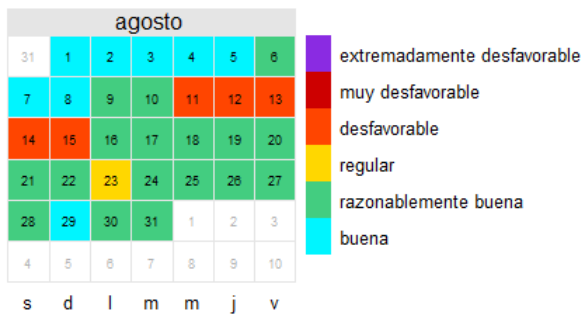 agosto
31 1 2 3 4 5 6
7 8 9 10 11 12 13
14 15 16 17 18 19 20
21 22 23 24 25 26 27
28 29 30 31 1 2 3
4 5 6 7 8 9 10
s d l m m j v
extremadamente desfavorable
muy desfavorable
desfavorable
regular
razonablemente buena
buena